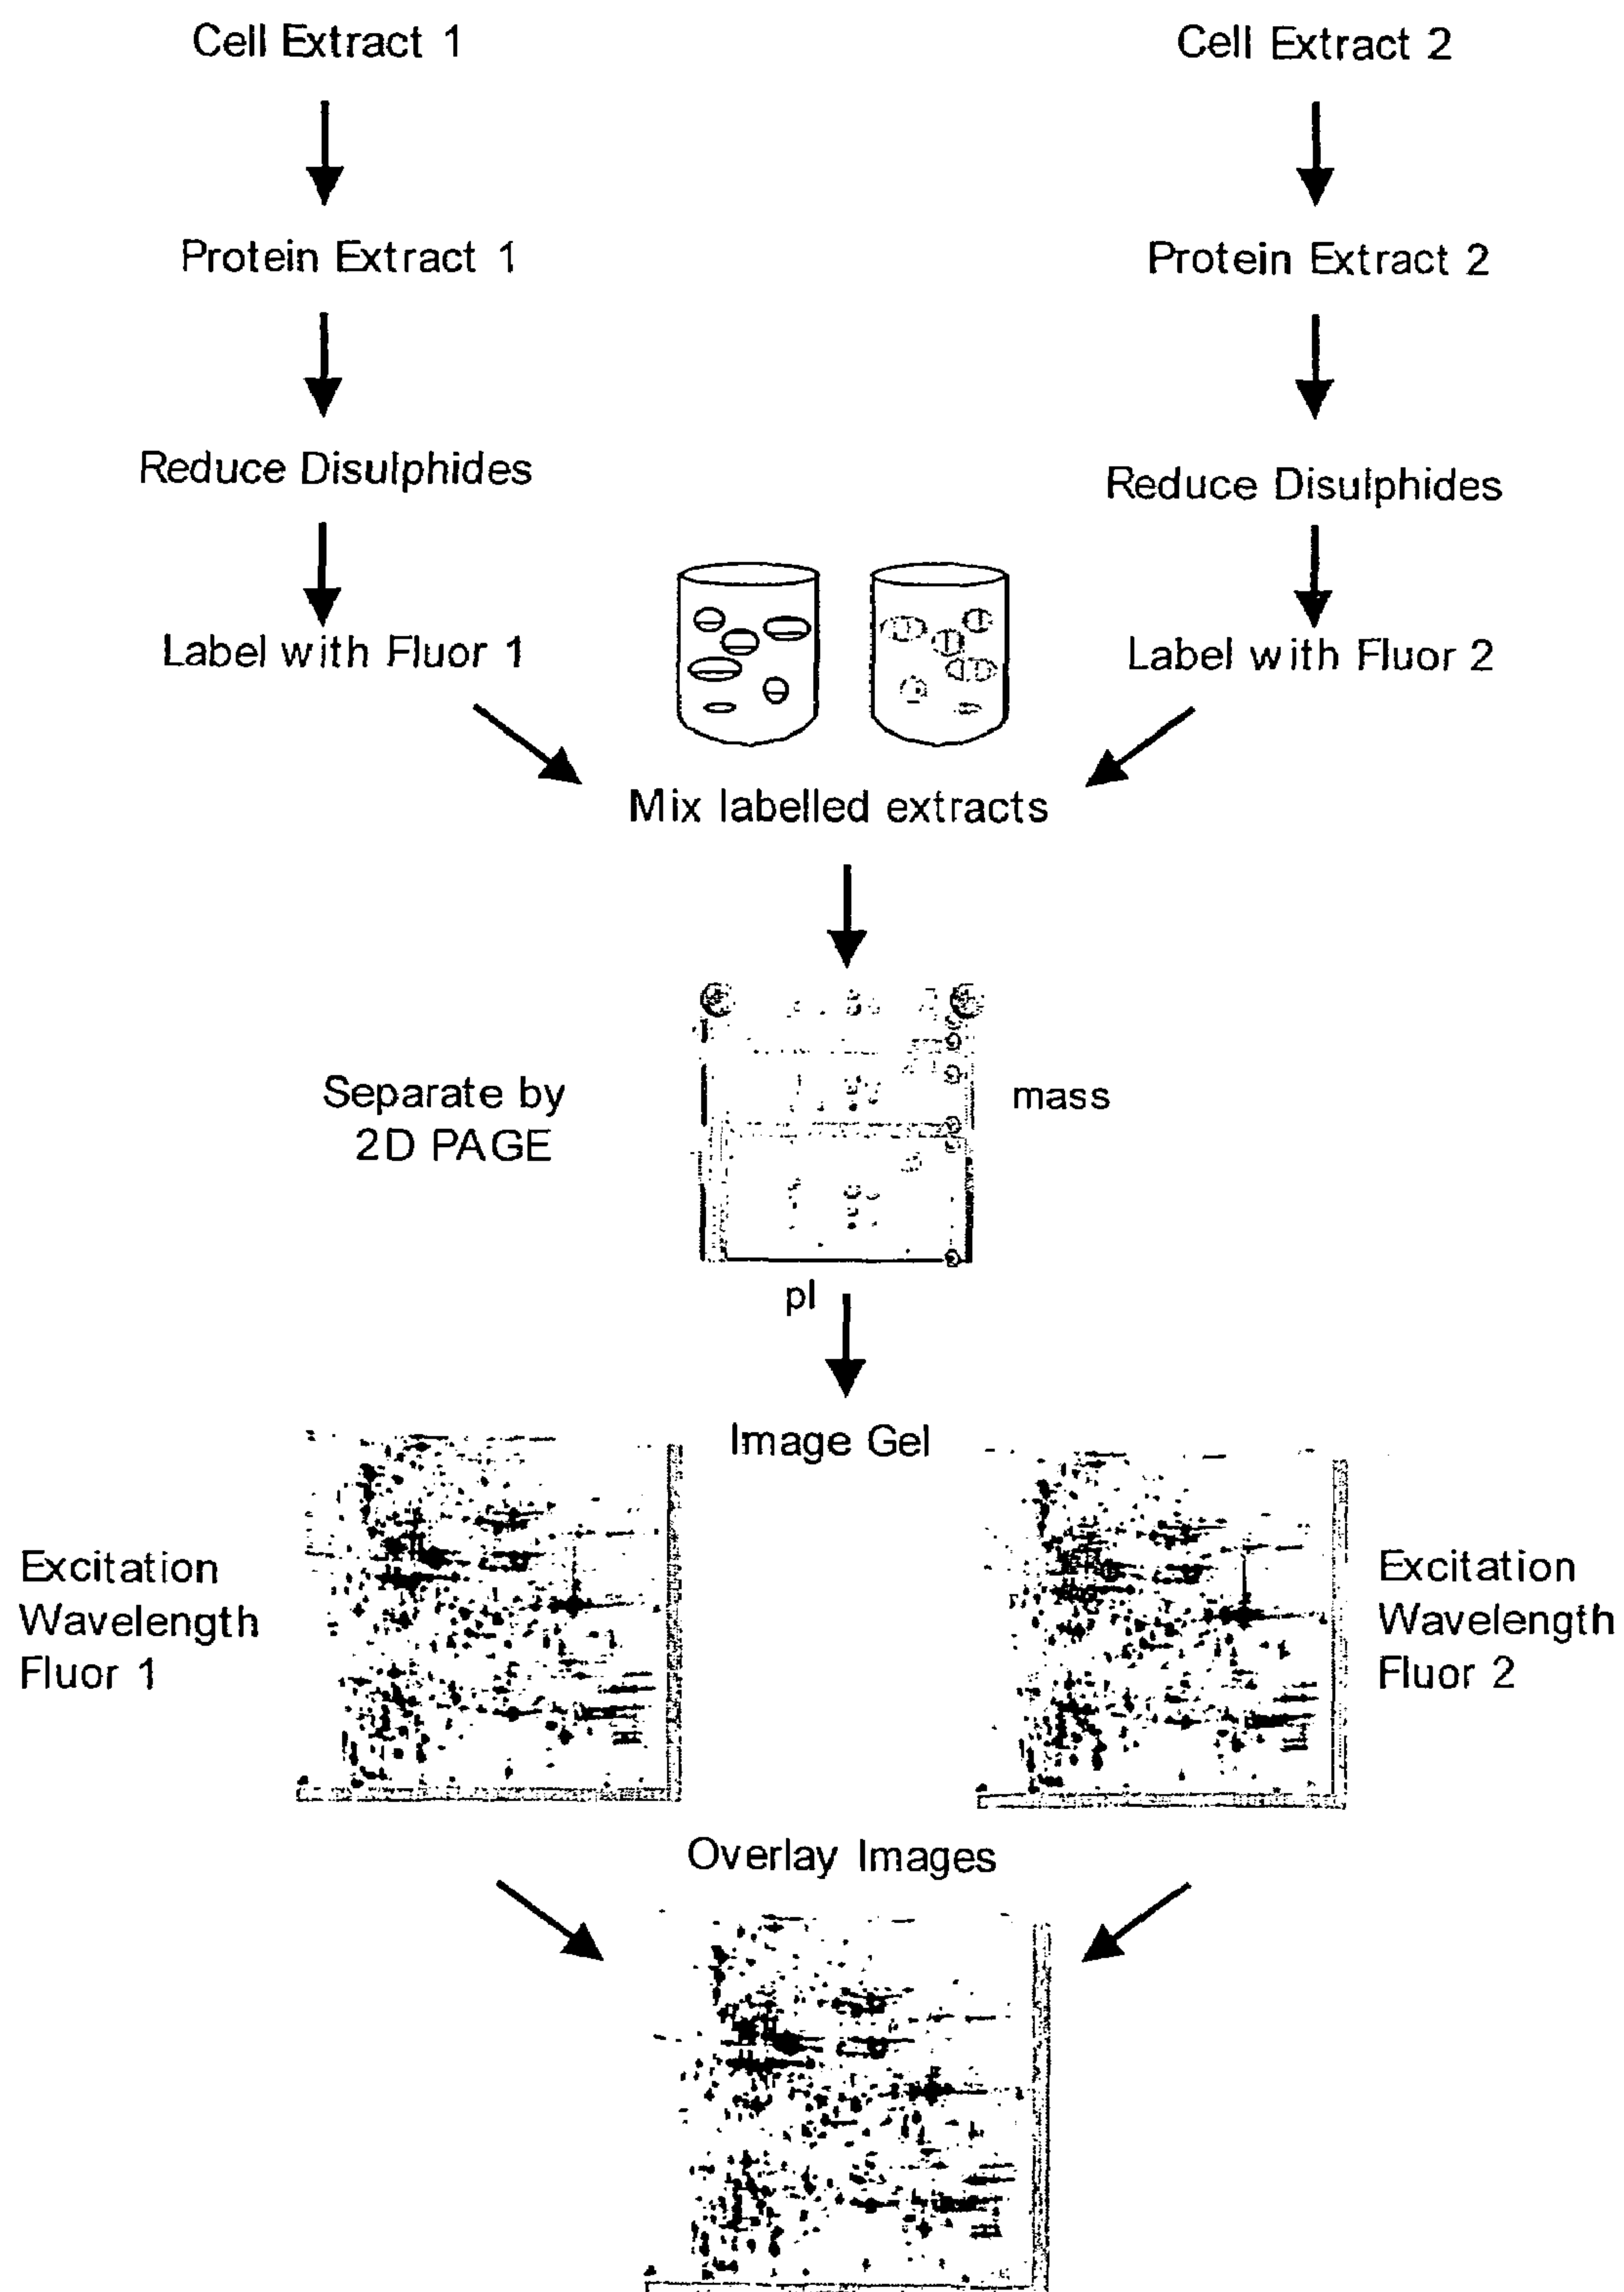 Cell Extract 1
Cell Extract 2
Protein Extract 1
Protein Extract 2
Reduce Disulphides
Reduce Disulphides
Label with Fluor 1
Label with Fluor 2
Mix labelled extracts
Separate by
2D PAGE
mass
pI
Image Gel
Excitation
Wavelength
Fluor 1
Excitation
Wavelength
Fluor 2
Overlay Images